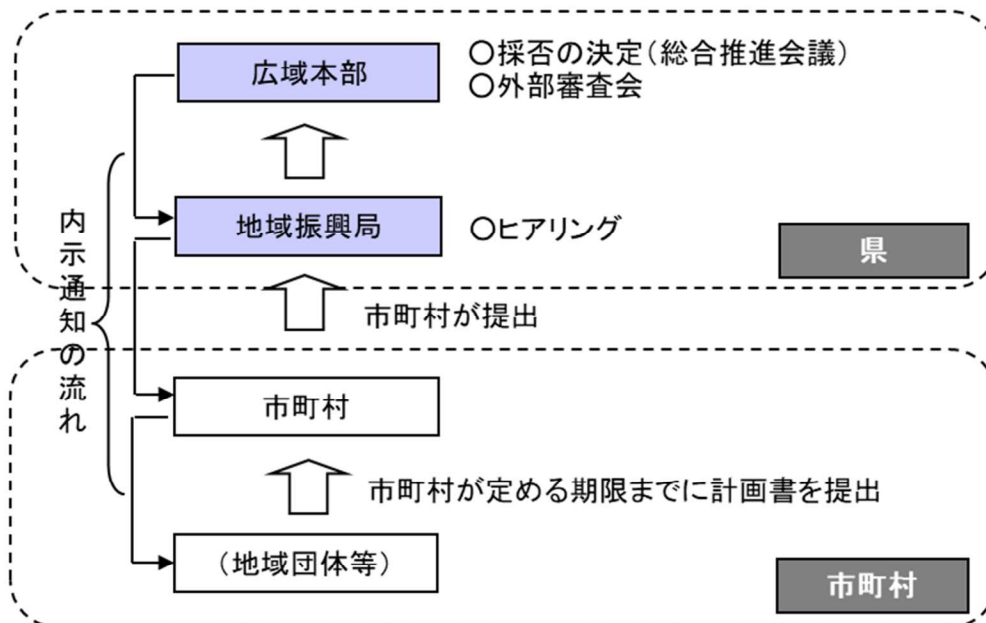 広域本部
○採否の決定（総合推進会議）
○外部審査会
地域振興局
○ヒアリング
県
市町村が提出
内示通知の流れ
市町村
市町村が定める期限までに計画書を提出
（地域団体等）
市町村